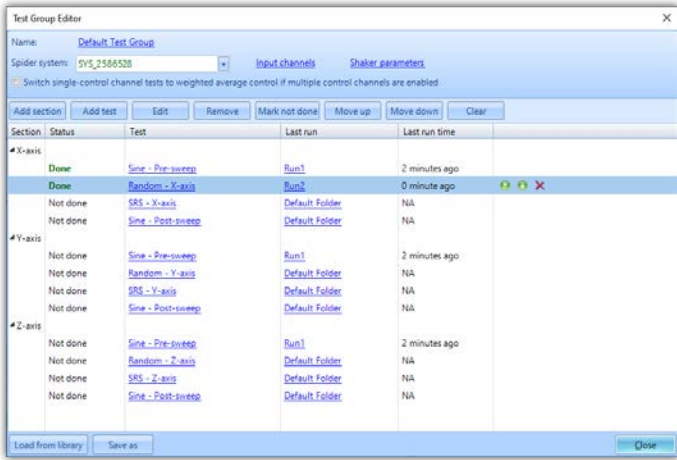 Test Group Editor
Name: Default Test Group
Spider system: SYS_2586528 Input channels Shaker parameters
Switch single-control channel tests to weighted average control if multiple control channels are enabled
Add section Add test Edit Remove Mark not done Move up Move down Clear
Section Status Test Last run Last run time
X-axis
Done Sine - Pre-sweep Run1 2 minutes ago
Done Random - X-axis Run2 0 minute ago
Not done SRS - X-axis Default Folder NA
Not done Sine - Post-sweep Default Folder NA
Y-axis
Not done Sine - Pre-sweep Run1 2 minutes ago
Not done Random - Y-axis Default Folder NA
Not done SRS - Y-axis Default Folder NA
Not done Sine - Post-sweep Default Folder NA
Z-axis
Not done Sine - Pre-sweep Run1 2 minutes ago
Not done Random - Z-axis Default Folder NA
Not done SRS - Z-axis Default Folder NA
Not done Sine - Post-sweep Default Folder NA
Load from library Save as Close